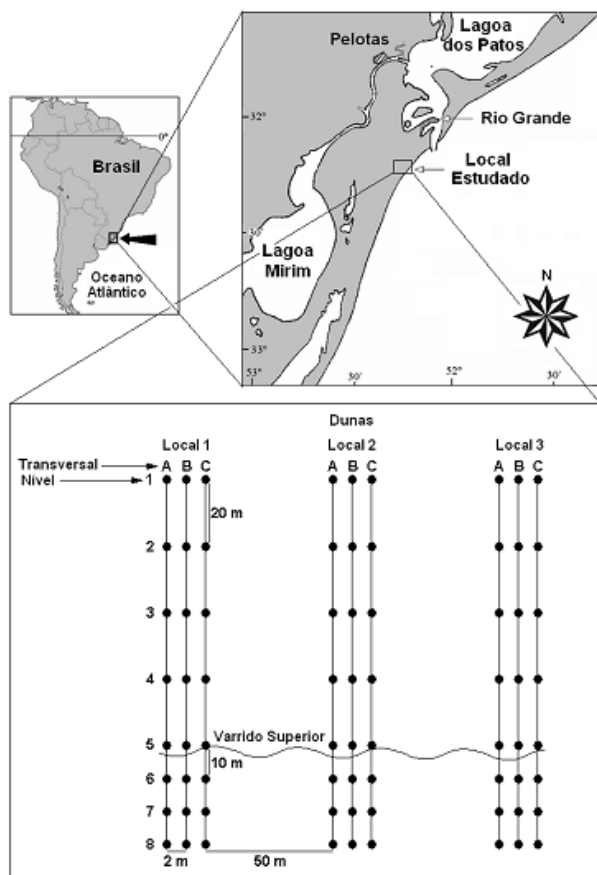 Lagoa
dos Patos
Pelotas
32°
Rio Grande
0°
Brasil
Local
Estudado
30'
Lagoa
Mirim
Oceano
Atlântico
N
33°
53°
30'
52°
30'
Dunas
Local 1 Local 2 Local 3
Transversal A B C A B C A B C
Nível 1
20 m
2
3
4
5 Varrido Superior
10 m
6
7
8
2 m 50 m